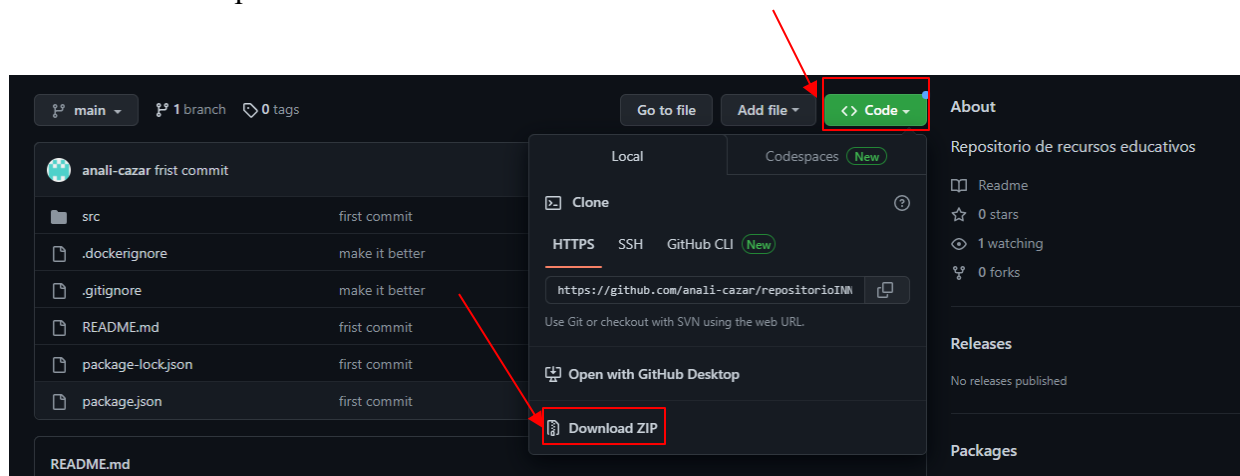 main 1 branch 0 tags Go to file Add file <> Code
anali-cazar frist commit
src first commit
.dockerignore make it better
.gitignore make it better
README.md frist commit
package-lock.json first commit
package.json first commit
README.md
Local Codespaces New
Clone
HTTPS SSH GitHub CLI New
https://github.com/anali-cazar/repositorioINN
Use Git or checkout with SVN using the web URL.
Open with GitHub Desktop
Download ZIP
About
Repositorio de recursos educativos
Readme
0 stars
1 watching
0 forks
Releases
No releases published
Packages